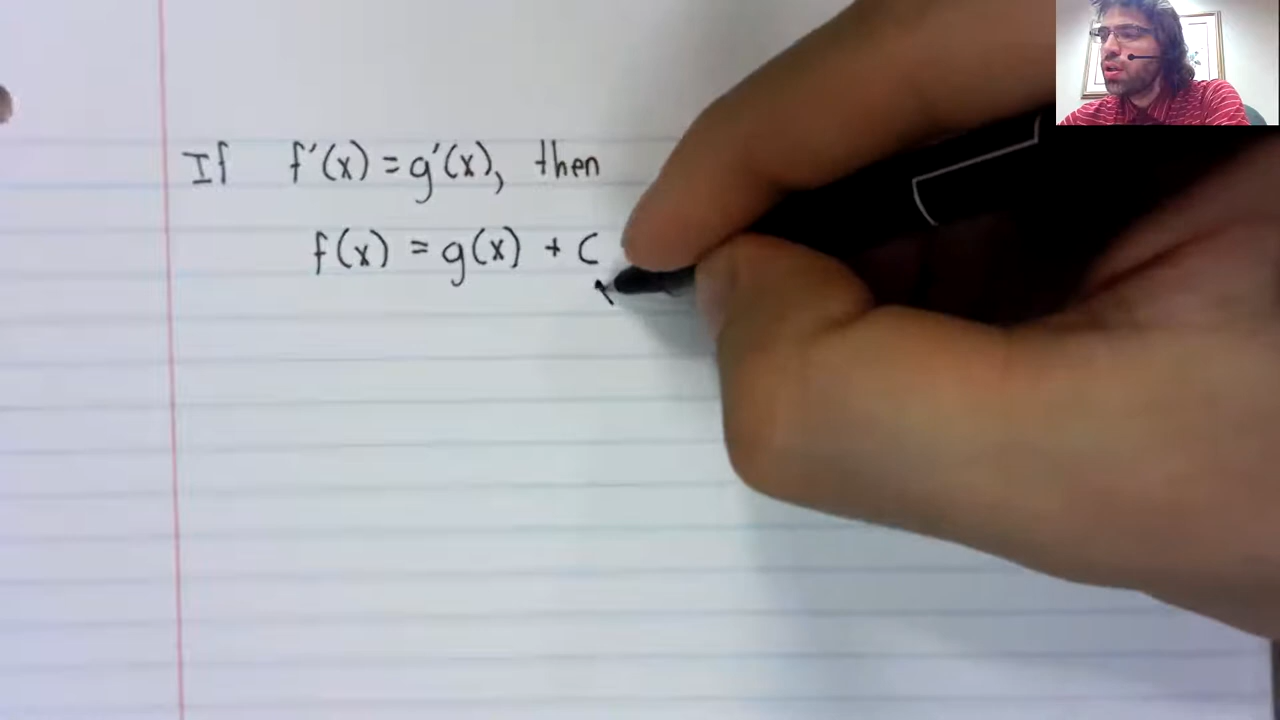 If f'(x) = g'(x), then
f(x) = g(x) + C